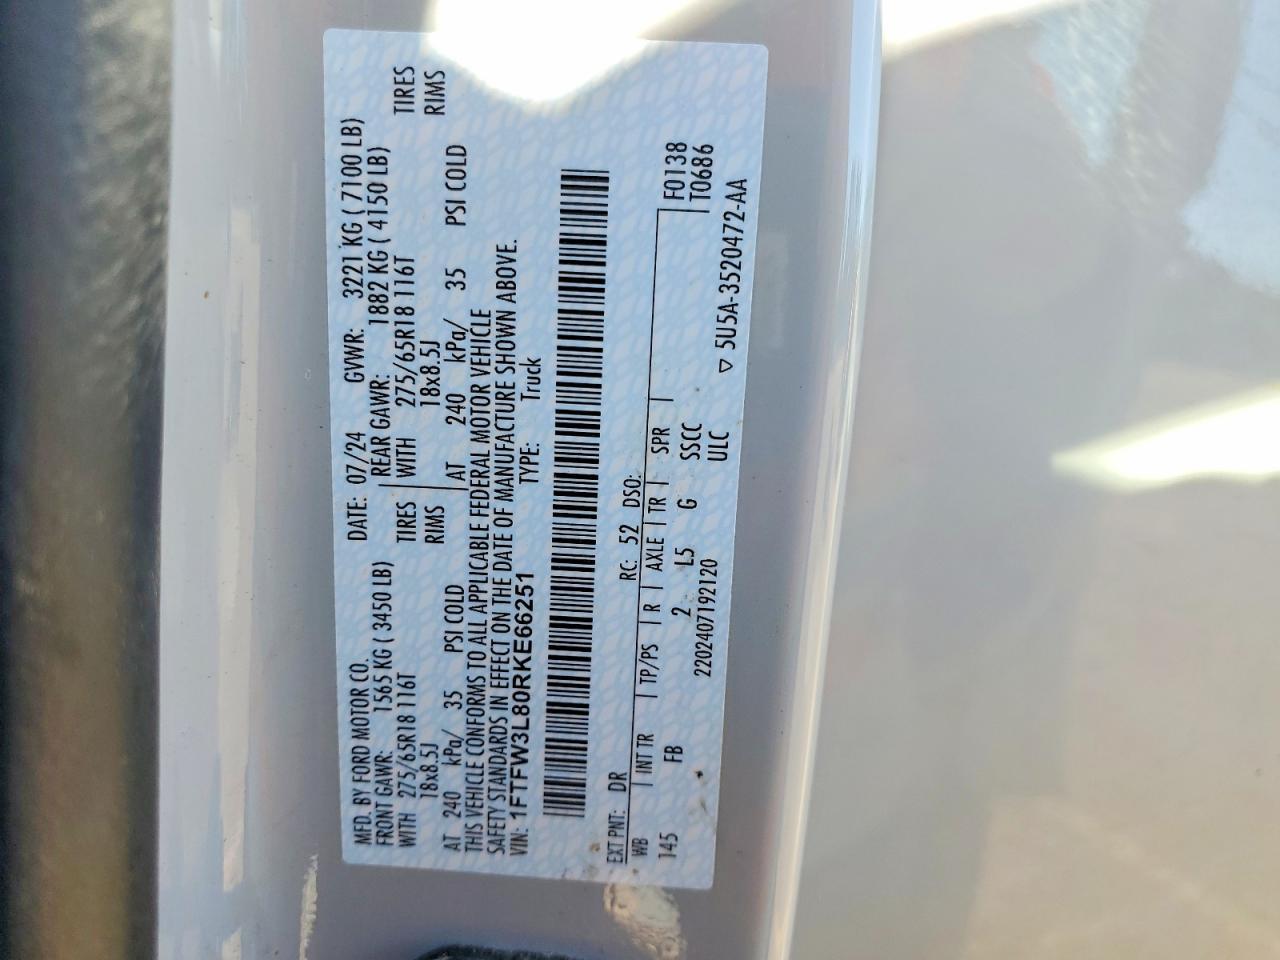 MFD. BY FORD MOTOR CO. DATE: 07/24 GVWR: 3221 KG ( 7100 LB)
FRONT GAWR: 1565 KG ( 3450 LB) REAR GAWR: 1882 KG ( 4150 LB)
WITH 275/65R18 116T TIRES WITH 275/65R18 116T TIRES
18x8.5J RIMS 18x8.5J RIMS
AT 240 kPa/ 35 PSI COLD AT 240 kPa/ 35 PSI COLD
THIS VEHICLE CONFORMS TO ALL APPLICABLE FEDERAL MOTOR VEHICLE
SAFETY STANDARDS IN EFFECT ON THE DATE OF MANUFACTURE SHOWN ABOVE.
VIN: 1FTFW3L80RKE66251 TYPE: Truck
EXT PNT: DR RC: 52 DSO:
WB INT TR TP/PS R AXLE TR SPR F0138
145 FB 2 L5 G SSCC T0686
2202407192120 ULC
▽ 5U5A-3520472-AA